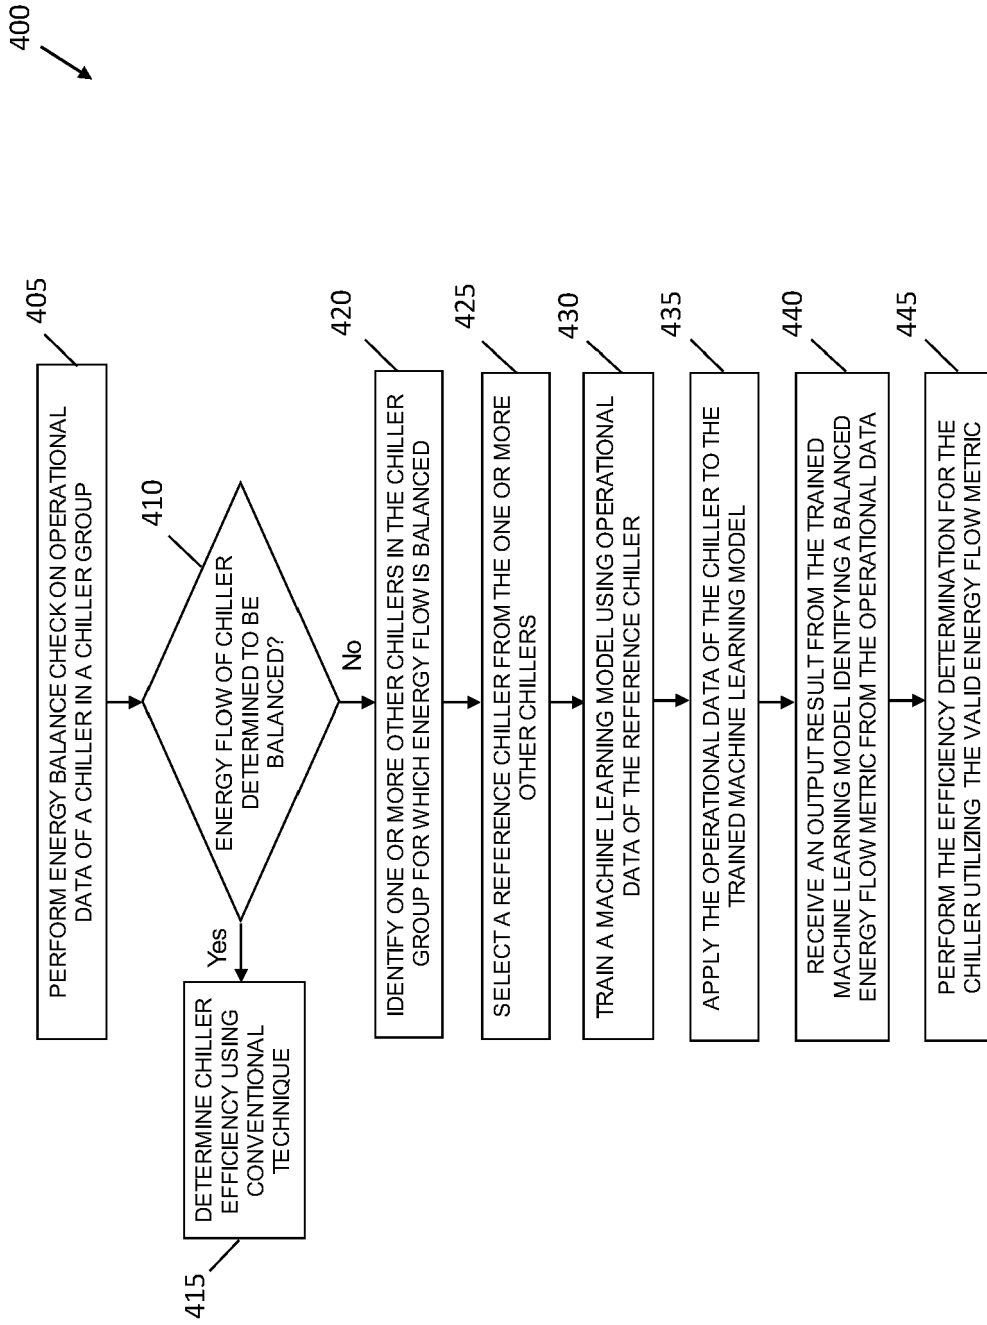 400
405
PERFORM ENERGY BALANCE CHECK ON OPERATIONAL
DATA OF A CHILLER IN A CHILLER GROUP
410
ENERGY FLOW OF CHILLER
DETERMINED TO BE
BALANCED?
Yes
No
DETERMINE CHILLER
EFFICIENCY USING
CONVENTIONAL
TECHNIQUE
415
420
IDENTIFY ONE OR MORE OTHER CHILLERS IN THE CHILLER
GROUP FOR WHICH ENERGY FLOW IS BALANCED
425
SELECT A REFERENCE CHILLER FROM THE ONE OR MORE
OTHER CHILLERS
430
TRAIN A MACHINE LEARNING MODEL USING OPERATIONAL
DATA OF THE REFERENCE CHILLER
435
APPLY THE OPERATIONAL DATA OF THE CHILLER TO THE
TRAINED MACHINE LEARNING MODEL
440
RECEIVE AN OUTPUT RESULT FROM THE TRAINED
MACHINE LEARNING MODEL IDENTIFYING A BALANCED
ENERGY FLOW METRIC FROM THE OPERATIONAL DATA
445
PERFORM THE EFFICIENCY DETERMINATION FOR THE
CHILLER UTILIZING THE VALID ENERGY FLOW METRIC